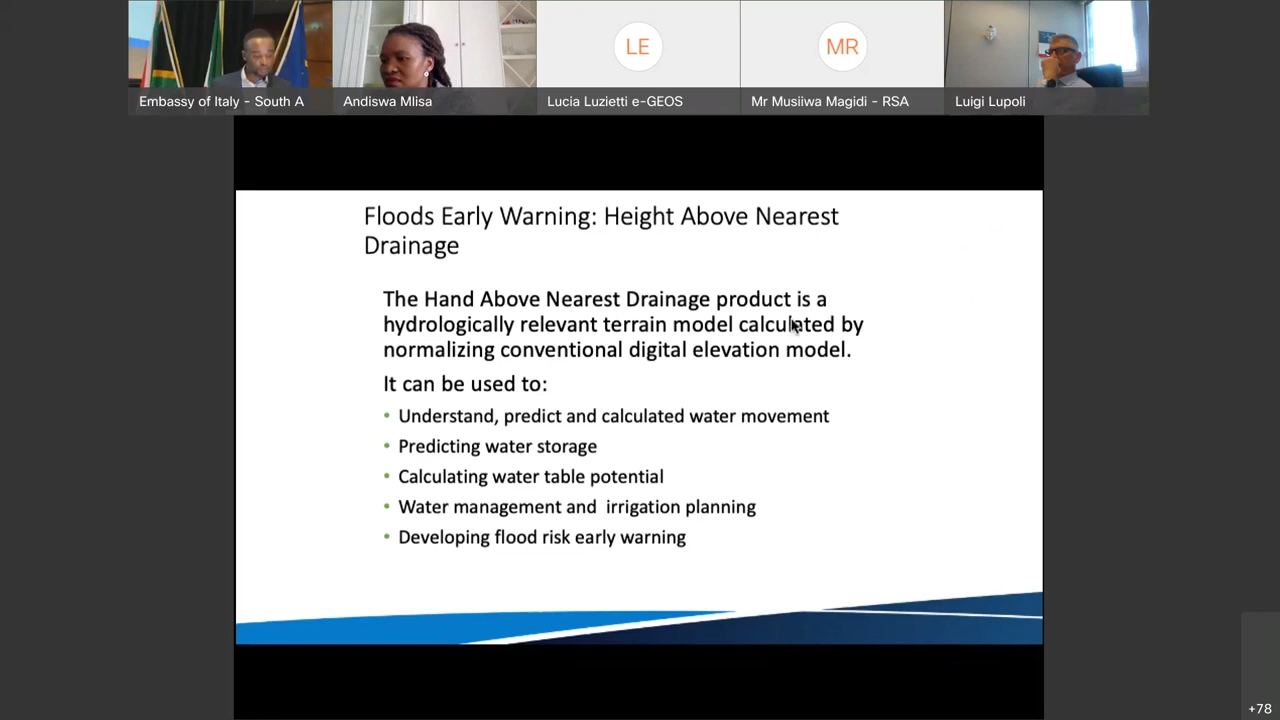 LE
MR
Embassy of Italy - South A
Andiswa Mlisa
Lucia Luzietti e-GEOS
Mr Musiiwa Magidi - RSA
Luigi Lupoli
Floods Early Warning: Height Above Nearest
Drainage
The Hand Above Nearest Drainage product is a
hydrologically relevant terrain model calculated by
normalizing conventional digital elevation model.
It can be used to:
• Understand, predict and calculated water movement
• Predicting water storage
• Calculating water table potential
• Water management and  irrigation planning
• Developing flood risk early warning
+78